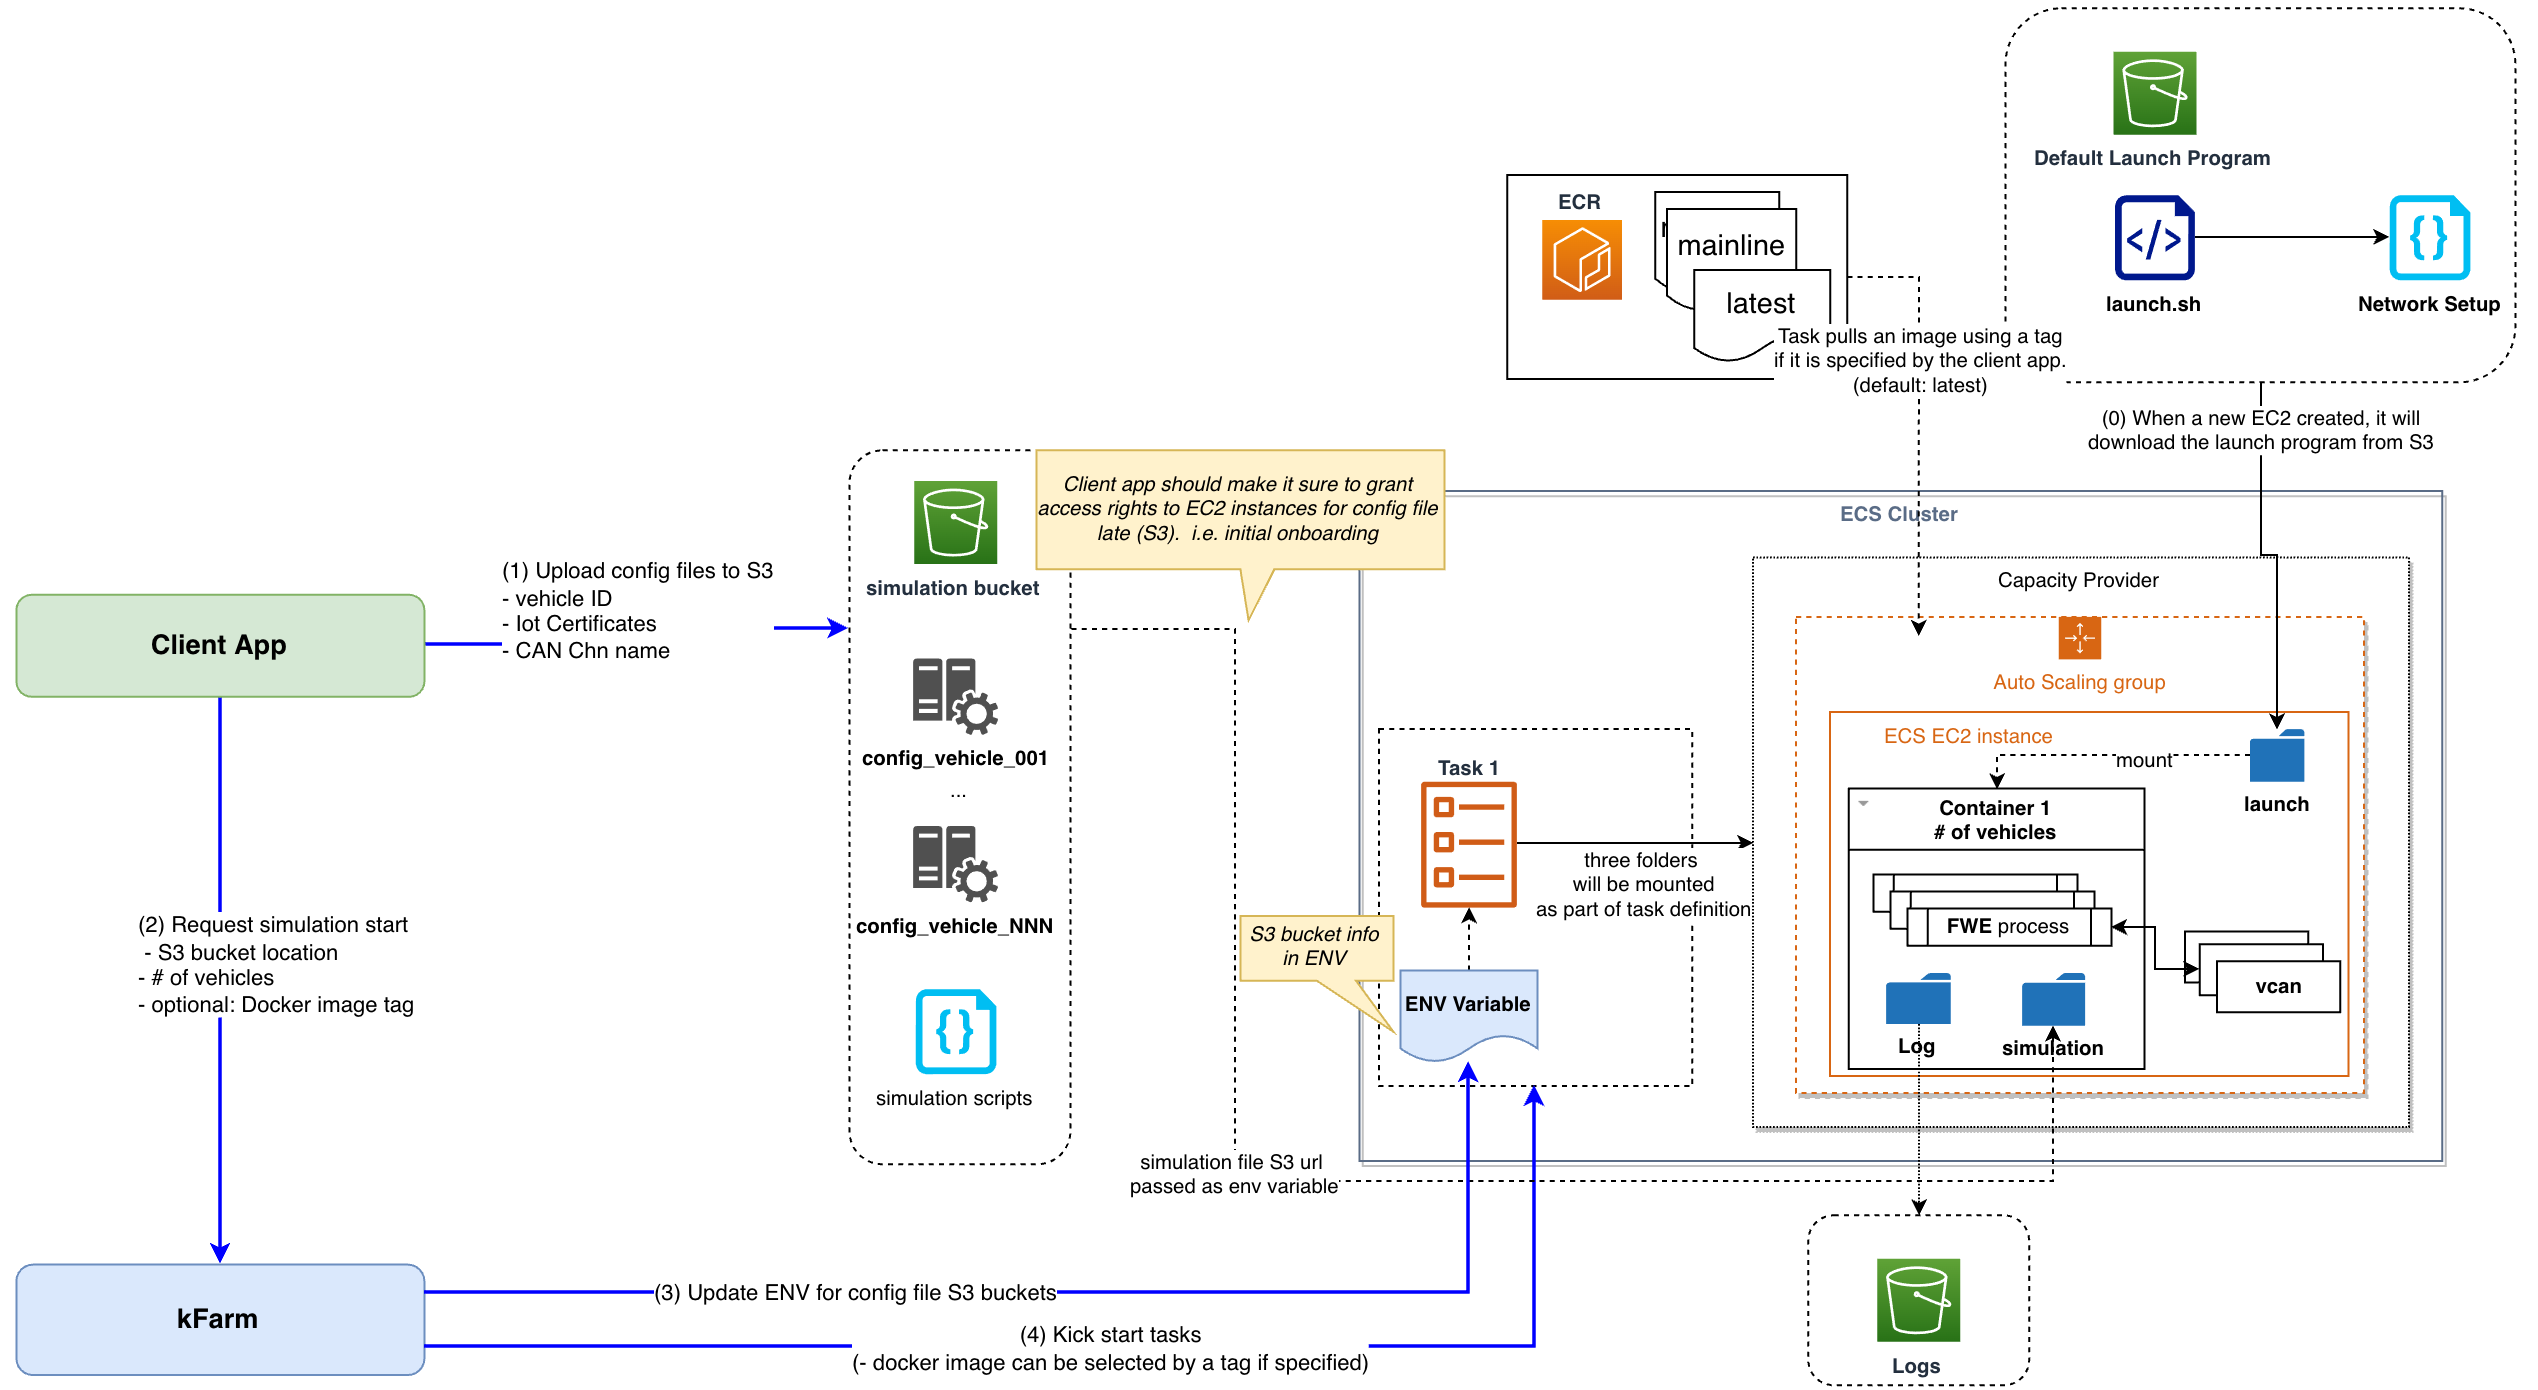 Default Launch Program
launch.sh
Network Setup
ECR
mainline
latest
Task pulls an image using a tag
if it is specified by the client app.
(default: latest)
(0) When a new EC2 created, it will
download the launch program from S3
Client app should make it sure to grant
access rights to EC2 instances for config file
late (S3).  i.e. initial onboarding
ECS Cluster
simulation bucket
(1) Upload config files to S3
- vehicle ID
- Iot Certificates
- CAN Chn name
Client App
Capacity Provider
Auto Scaling group
config_vehicle_001
...
config_vehicle_NNN
simulation scripts
Task 1
three folders
will be mounted
as part of task definition
S3 bucket info
in ENV
ENV Variable
ECS EC2 instance
mount
launch
Container 1
# of vehicles
FWE process
vcan
Log
simulation
(2) Request simulation start
- S3 bucket location
- # of vehicles
- optional: Docker image tag
simulation file S3 url
passed as env variable
kFarm
(3) Update ENV for config file S3 buckets
(4) Kick start tasks
(- docker image can be selected by a tag if specified)
Logs